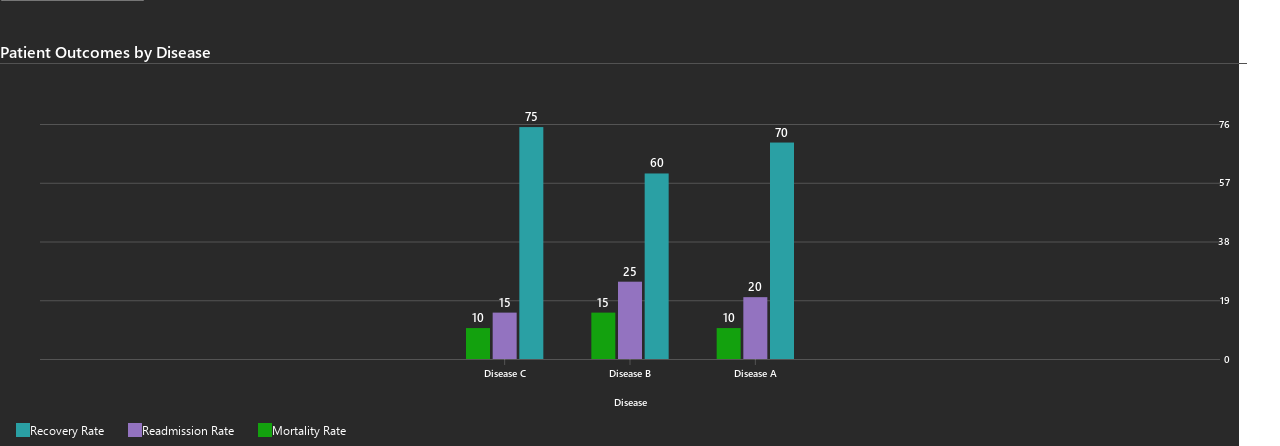 Patient Outcomes by Disease
75
70
60
25
20
15
15
10
10
76
57
38
19
0
Disease C
Disease B
Disease A
Disease
Recovery Rate
Readmission Rate
Mortality Rate